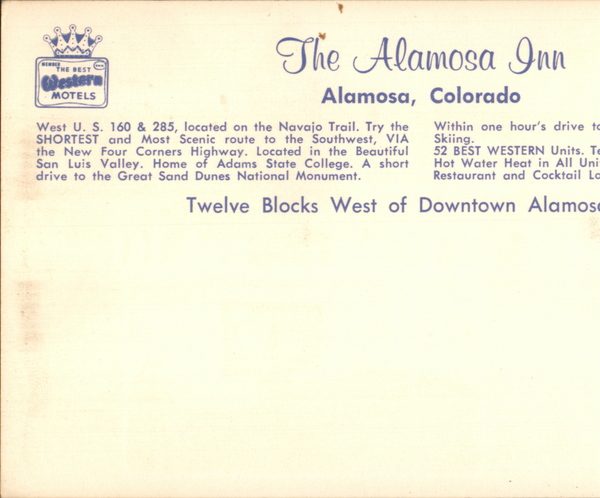 MEMBER
THE BEST
Western
MOTELS
The Alamosa Inn
Alamosa, Colorado
West U. S. 160 & 285, located on the Navajo Trail. Try the
SHORTEST and Most Scenic route to the Southwest, VIA
the New Four Corners Highway. Located in the Beautiful
San Luis Valley. Home of Adams State College. A short
drive to the Great Sand Dunes National Monument.
Within one hour's drive to
Skiing.
52 BEST WESTERN Units. Te
Hot Water Heat in All Uni
Restaurant and Cocktail Lo
Twelve Blocks West of Downtown Alamosa